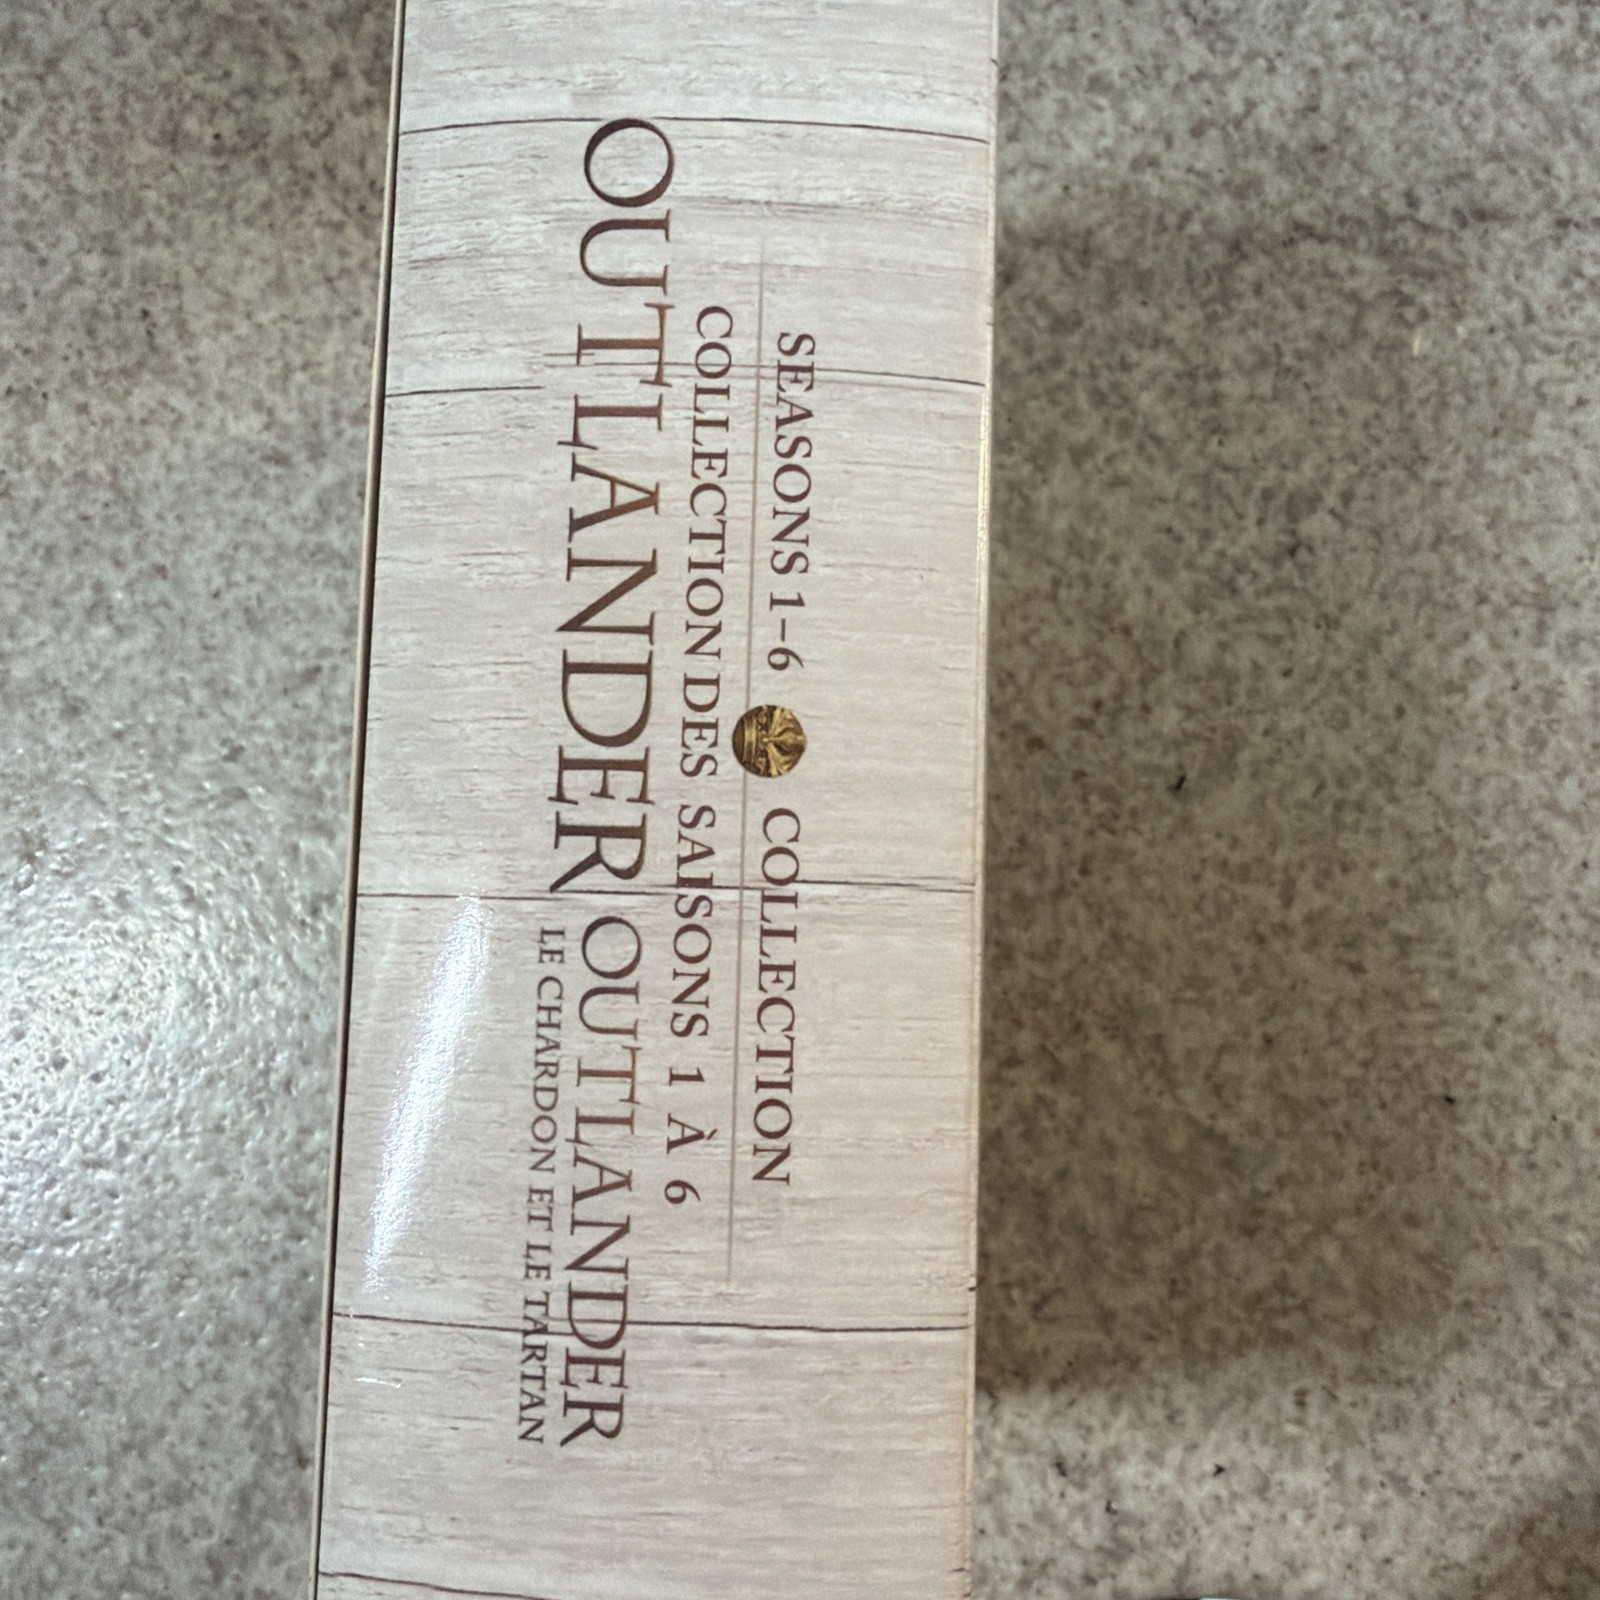 SEASONS 1–6 COLLECTION
COLLECTION DES SAISONS 1 À 6
OUTLANDER OUTLANDER
LE CHARDON ET LE TARTAN